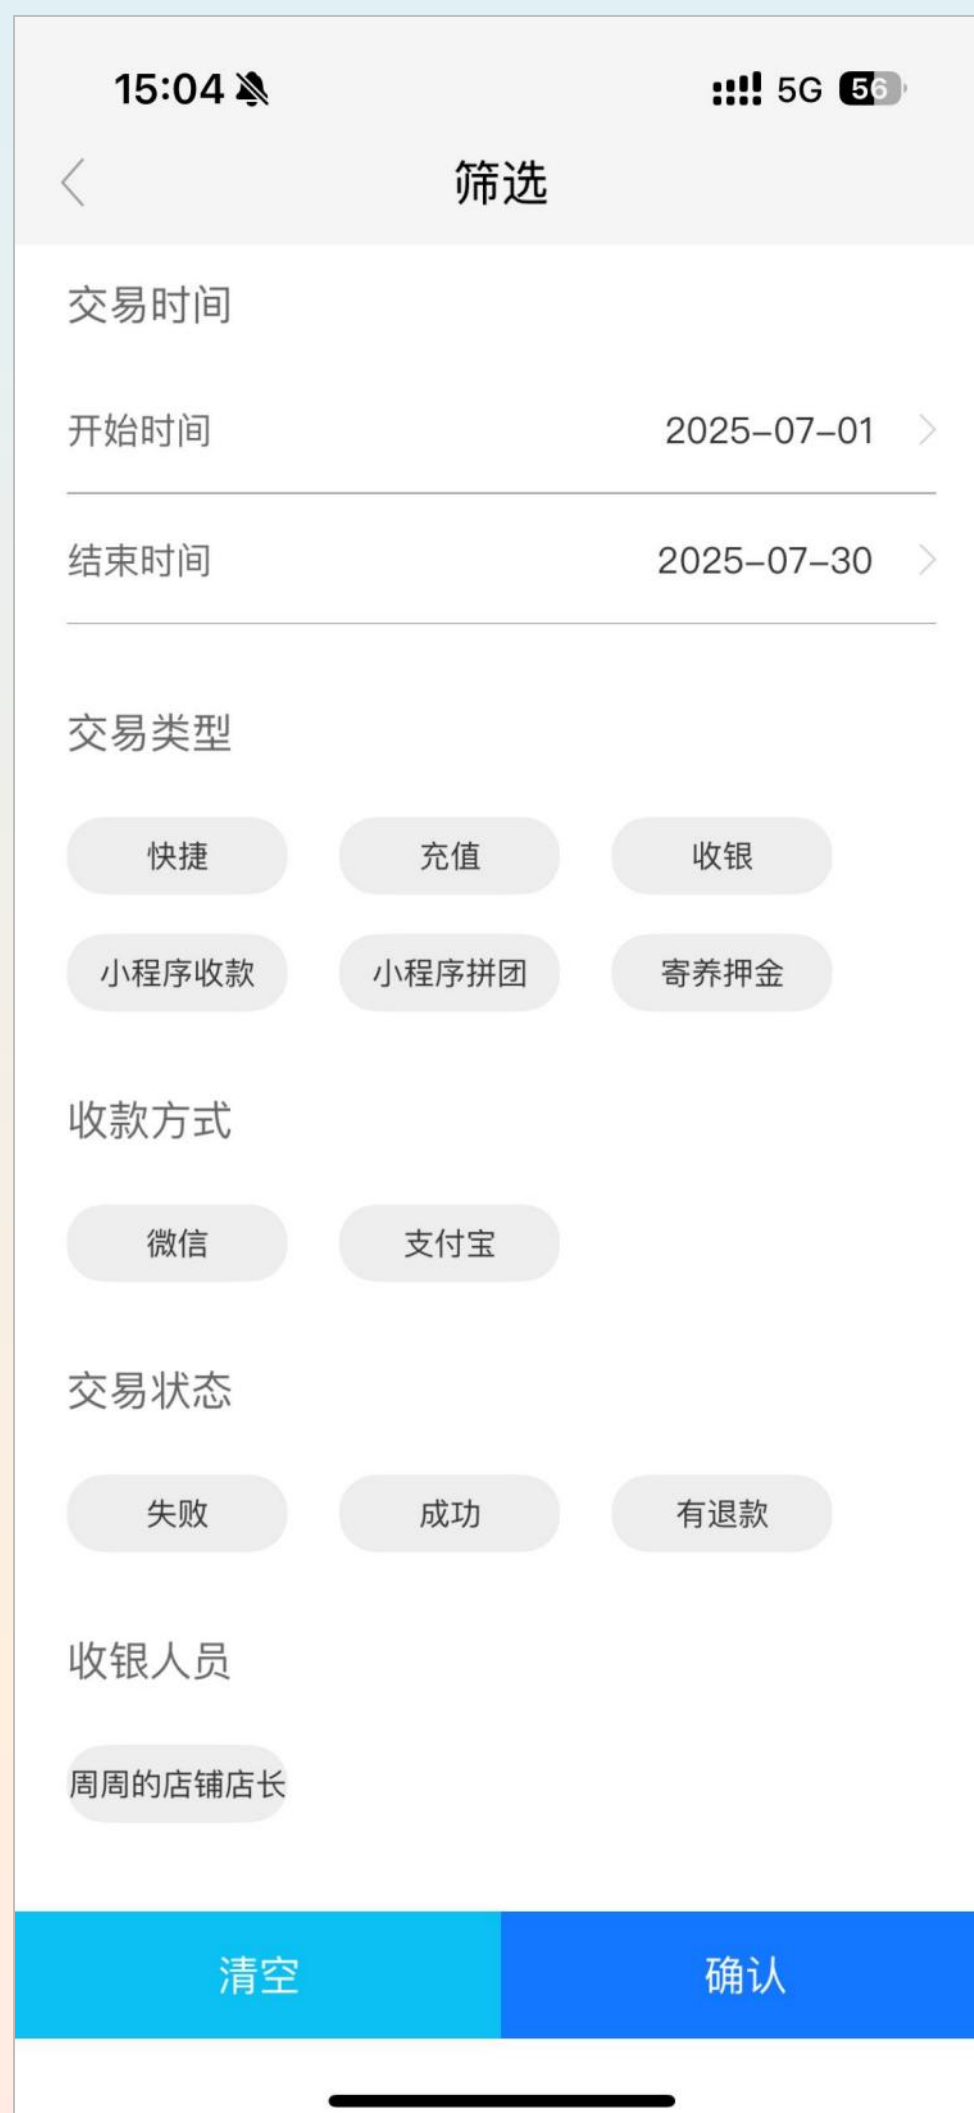 15:04 5G 56
筛选
交易时间
开始时间 2025-07-01
结束时间 2025-07-30
交易类型
快捷 充值 收银
小程序收款 小程序拼团 寄养押金
收款方式
微信 支付宝
交易状态
失败 成功 有退款
收银人员
周周的店铺店长
清空 确认